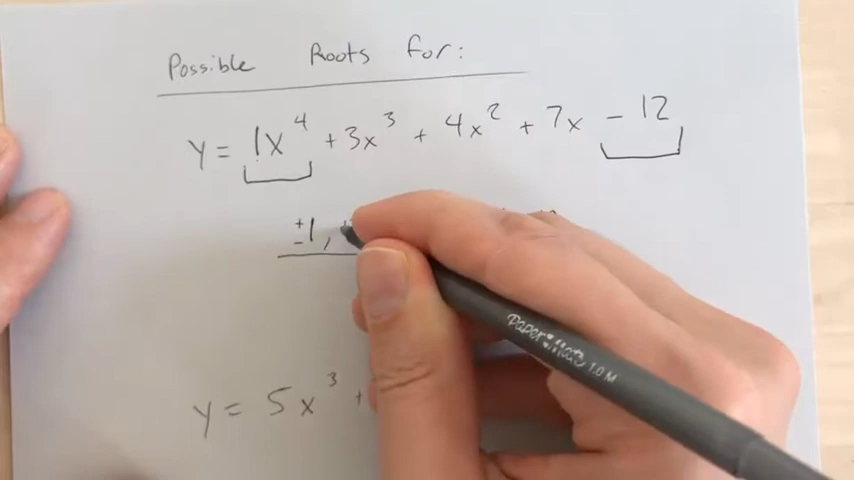 Possible Roots for:
y = 1x⁴ + 3x³ + 4x² + 7x - 12
±1,
y = 5x³ +
Paper:Mate 1.0 M